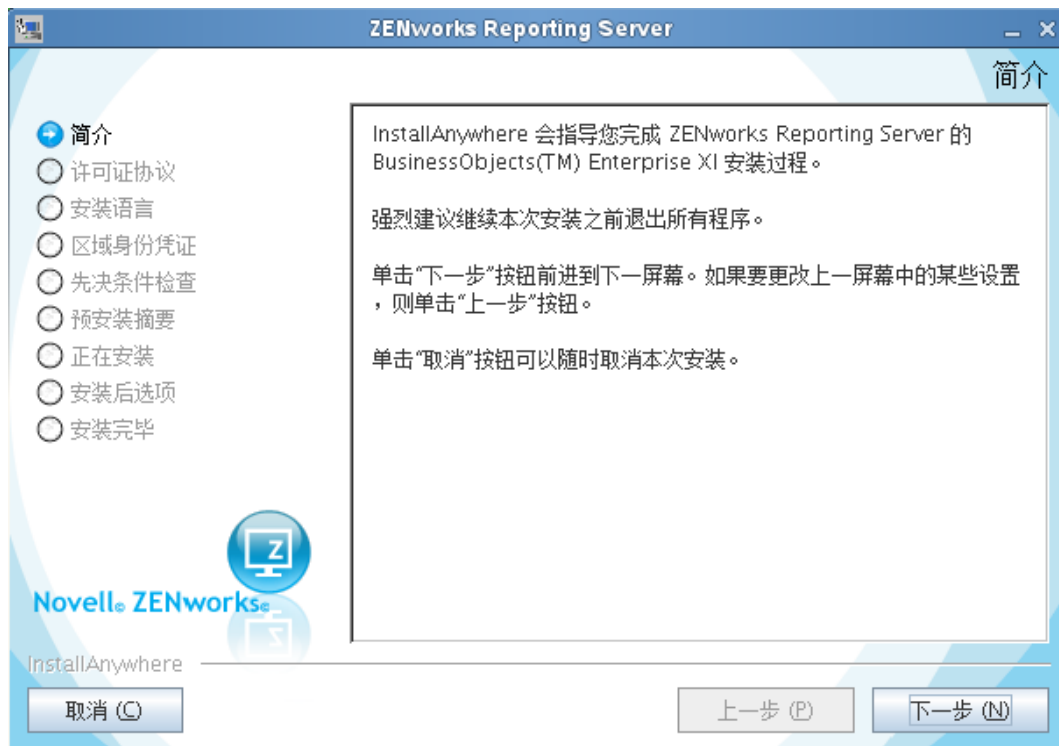 ZENworks Reporting Server
简介
简介
许可证协议
安装语言
区域身份凭证
先决条件检查
预安装摘要
正在安装
安装后选项
安装完毕
InstallAnywhere 会指导您完成 ZENworks Reporting Server 的
BusinessObjects(TM) Enterprise XI 安装过程。
强烈建议继续本次安装之前退出所有程序。
单击“下一步”按钮前进到下一屏幕。如果要更改上一屏幕中的某些设置
，则单击“上一步”按钮。
单击“取消”按钮可以随时取消本次安装。
Z
Novell® ZENworks®
InstallAnywhere
取消 (C)
上一步 (P)
下一步 (N)